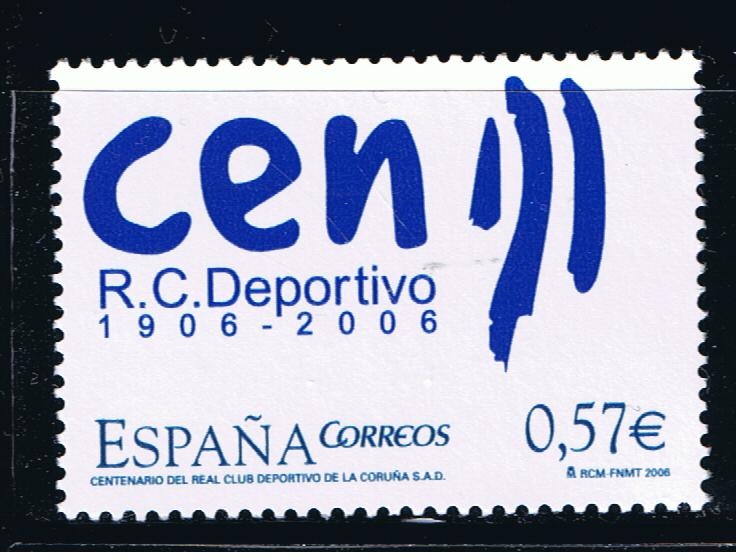 cen
R.C.Deportivo
1906-2006
ESPAÑA CORREOS 0,57€
CENTENARIO DEL REAL CLUB DEPORTIVO DE LA CORUÑA S.A.D. RCM-FNMT 2006